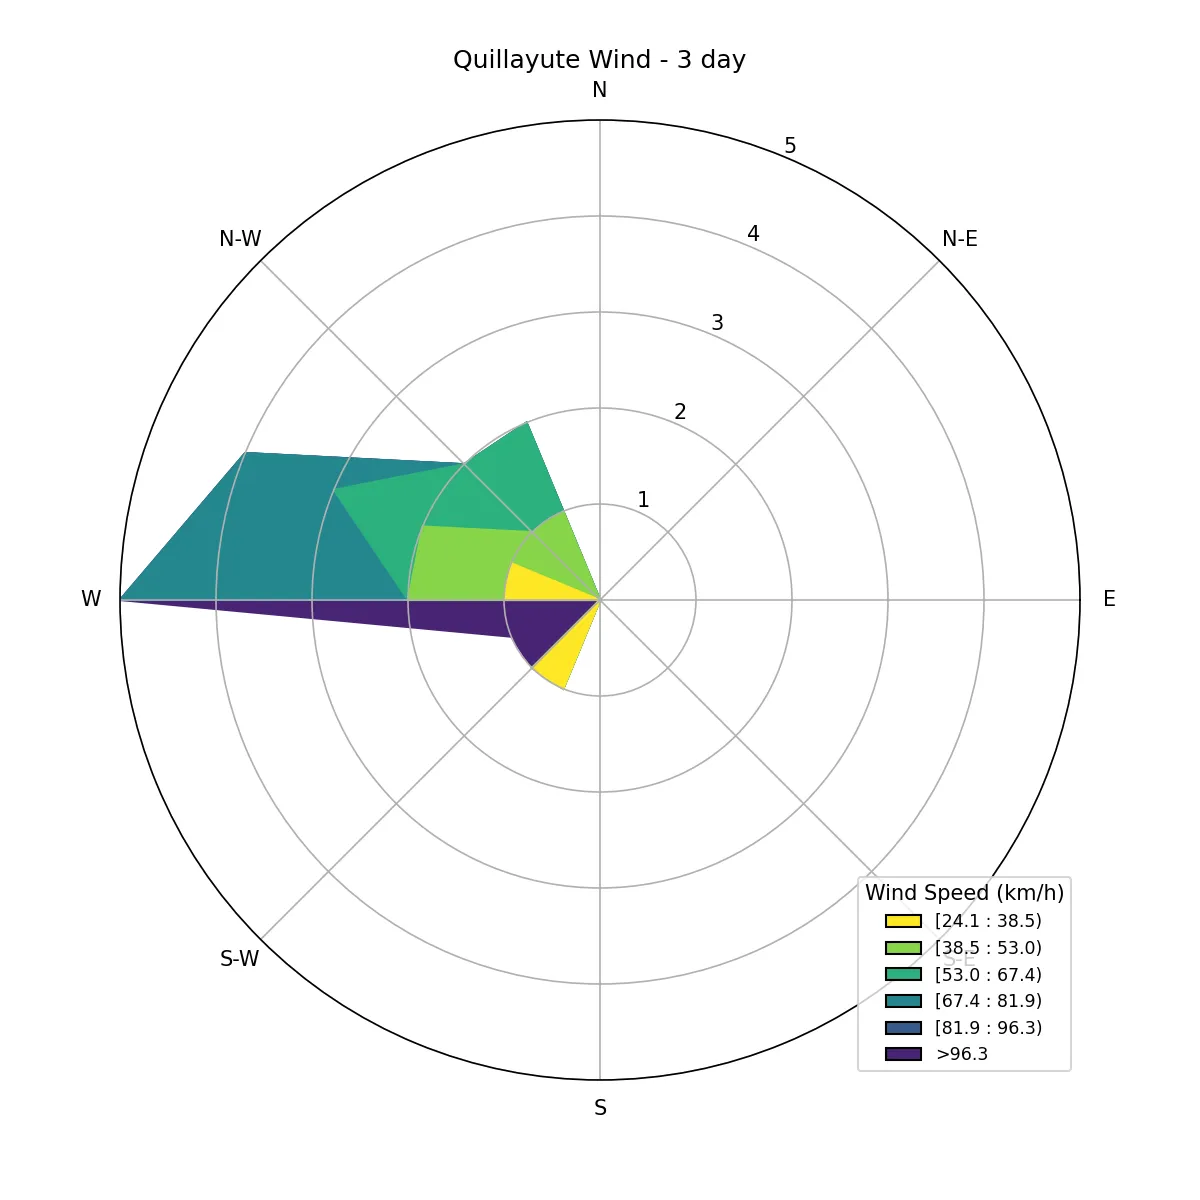 Quillayute Wind - 3 day
N
5
N-W
N-E
4
3
2
1
W
E
S-W
S-E
S
Wind Speed (km/h)
[24.1 : 38.5)
[38.5 : 53.0)
[53.0 : 67.4)
[67.4 : 81.9)
[81.9 : 96.3)
>96.3